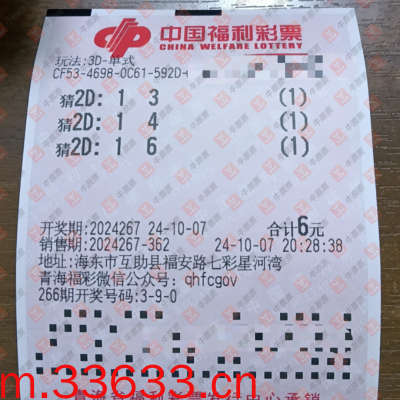 中国福利彩票
CHINA WELFARE LOTTERY
玩法:3D-单式
CF53-4698-0C61-592D
猜2D: 1 3 (1)
猜2D: 1 4 (1)
猜2D: 1 6 (1)
开奖期:2024267 24-10-07 合计6元
销售期:2024267-362 24-10-07 20:28:38
地址:海东市互助县福安路七彩星河湾
青海福彩微信公众号: qhfcgov
266期开奖号码:3-9-0
m.33633.cn